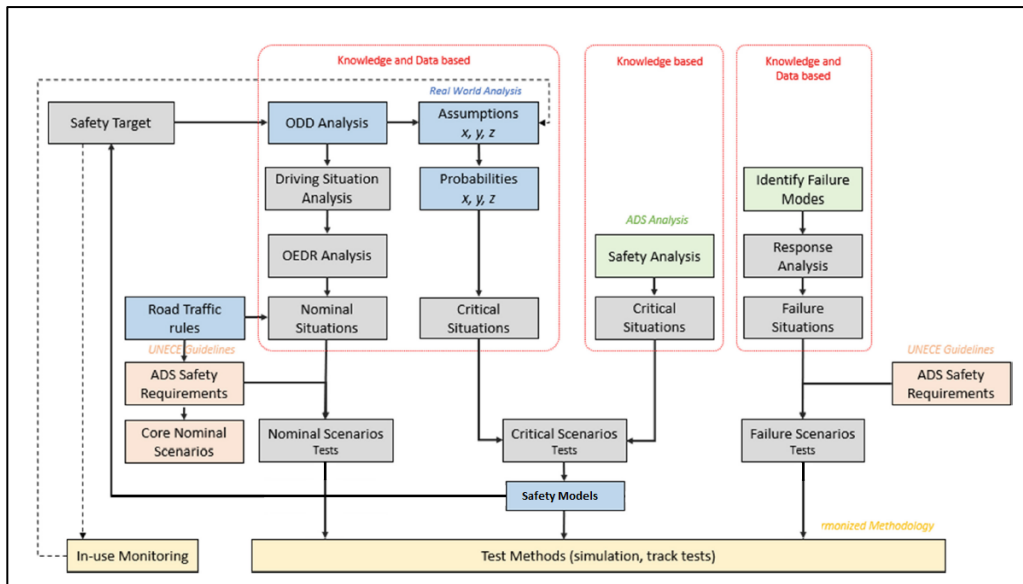 Knowledge and Data based
Knowledge based
Knowledge and
Data based
Real World Analysis
Safety Target
ODD Analysis
Assumptions
x, y, z
Driving Situation
Analysis
Probabilities
x, y, z
Identify Failure
Modes
ADS Analysis
OEDR Analysis
Safety Analysis
Response
Analysis
Road Traffic
rules
Nominal
Situations
Critical
Situations
Critical
Situations
Failure
Situations
UNECE Guidelines
UNECE Guidelines
ADS Safety
Requirements
ADS Safety
Requirements
Core Nominal
Scenarios
Nominal Scenarios
Tests
Critical Scenarios
Tests
Failure Scenarios
Tests
Safety Models
rmonized Methodology
In-use Monitoring
Test Methods (simulation, track tests)